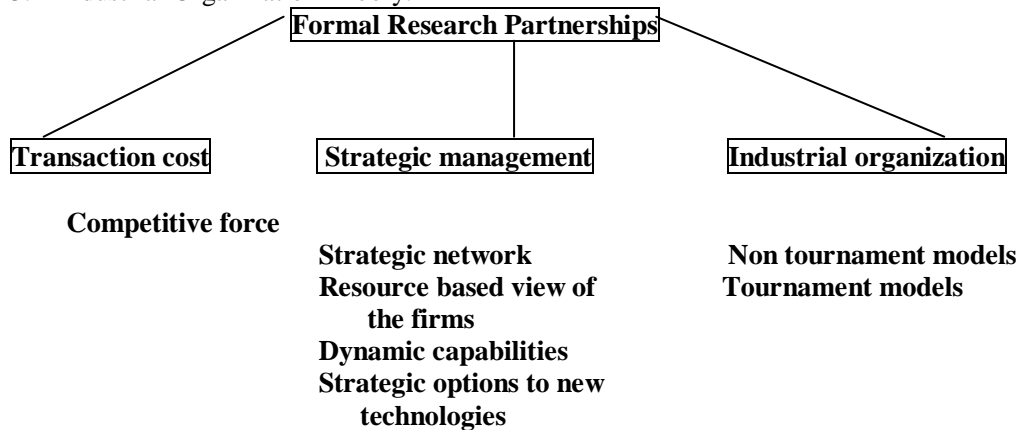 Formal Research Partnerships
Transaction cost
Strategic management
Industrial organization
Competitive force
Strategic network
Resource based view of
the firms
Dynamic capabilities
Strategic options to new
technologies
Non tournament models
Tournament models